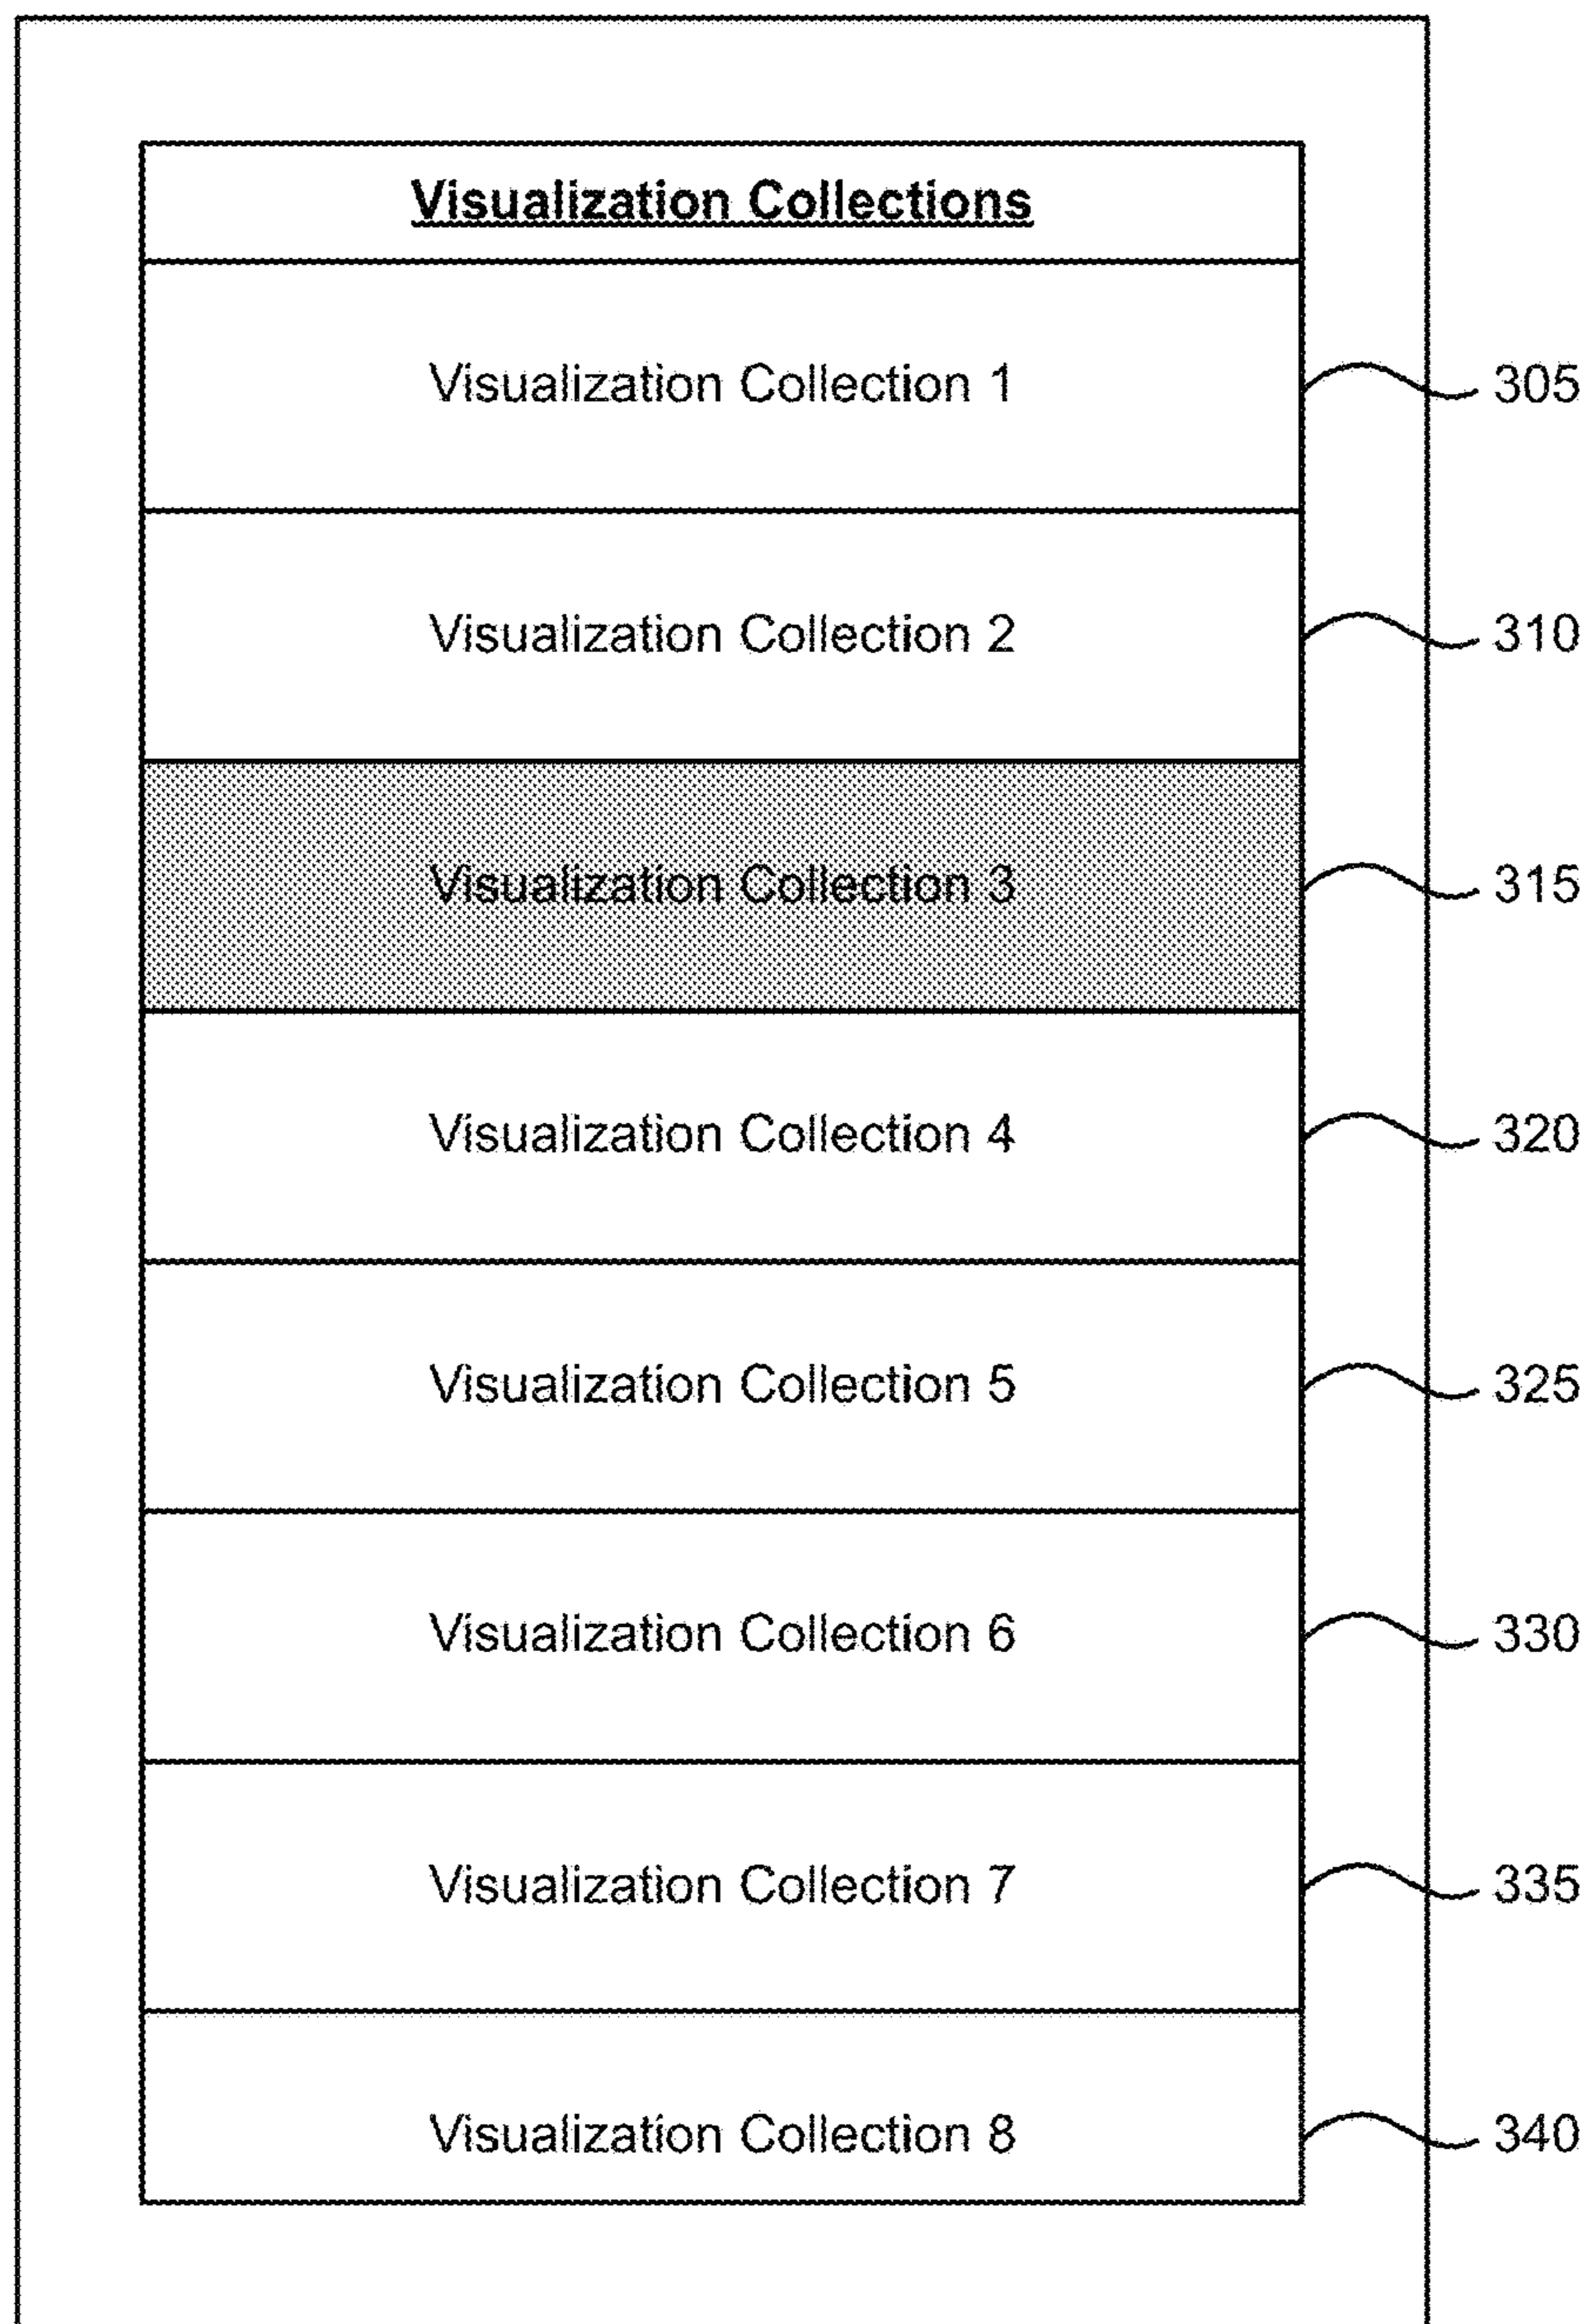 Visualization Collections
Visualization Collection 1
305
Visualization Collection 2
310
Visualization Collection 3
315
Visualization Collection 4
320
Visualization Collection 5
325
Visualization Collection 6
330
Visualization Collection 7
335
Visualization Collection 8
340